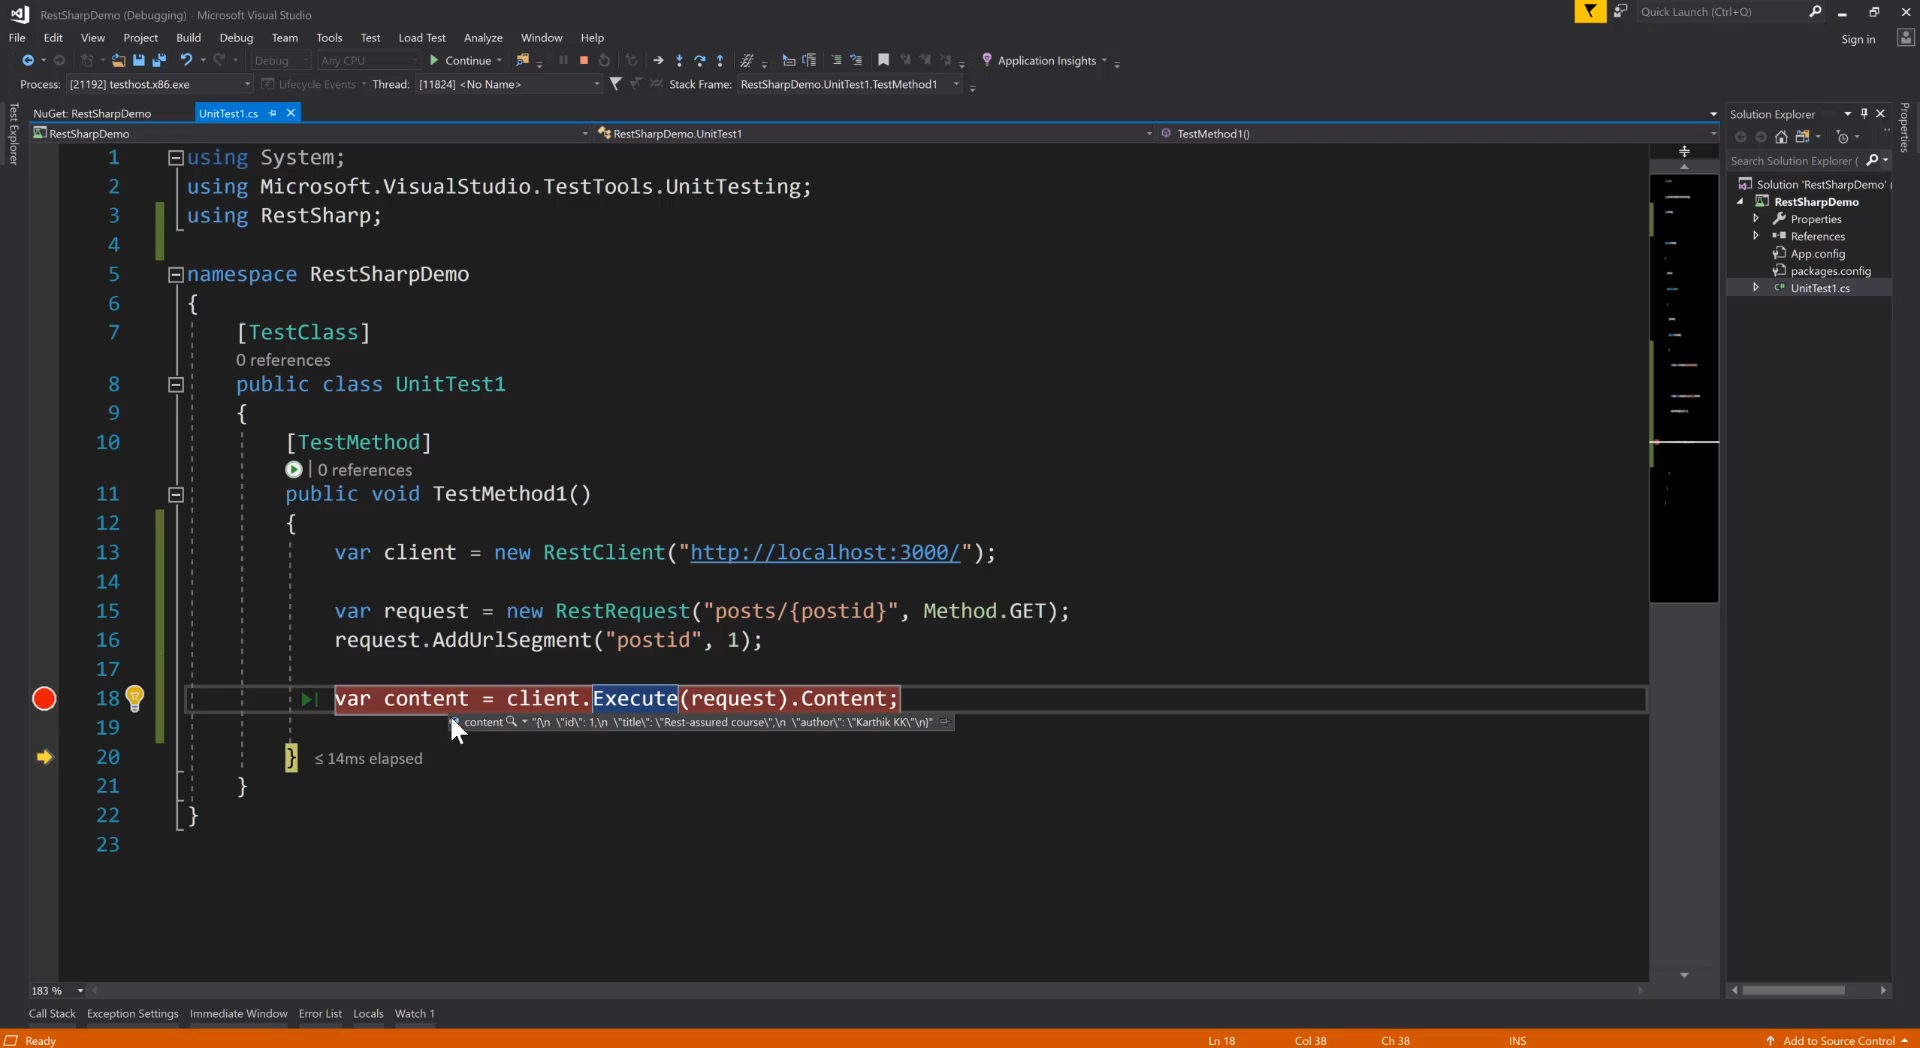 RestSharpDemo (Debugging) - Microsoft Visual Studio
Quick Launch (Ctrl+Q)
File Edit View Project Build Debug Team Tools Test Load Test Analyze Window Help
Sign in
Debug Any CPU Continue Application Insights
Process: [21192] testhost.x86.exe Lifecycle Events Thread: [11824] <No Name> Stack Frame: RestSharpDemo.UnitTest1.TestMethod1
Test Explorer
NuGet: RestSharpDemo UnitTest1.cs
RestSharpDemo RestSharpDemo.UnitTest1 TestMethod1()
1 using System;
2 using Microsoft.VisualStudio.TestTools.UnitTesting;
3 using RestSharp;
4
5 namespace RestSharpDemo
6 {
7 [TestClass]
0 references
8 public class UnitTest1
9 {
10 [TestMethod]
| 0 references
11 public void TestMethod1()
12 {
13 var client = new RestClient("http://localhost:3000/");
14
15 var request = new RestRequest("posts/{postid}", Method.GET);
16 request.AddUrlSegment("postid", 1);
17
18 var content = client.Execute(request).Content;
content "{\n \"id\": 1,\n \"title\": \"Rest-assured course\",\n \"author\": \"Karthik KK\"\n}"
19
20 } ≤ 14ms elapsed
21 }
22 }
23
183 %
Solution Explorer
Search Solution Explorer (
Solution 'RestSharpDemo' (
RestSharpDemo
Properties
References
App.config
packages.config
UnitTest1.cs
Properties
Call Stack Exception Settings Immediate Window Error List Locals Watch 1
Ready Ln 18 Col 38 Ch 38 INS Add to Source Control